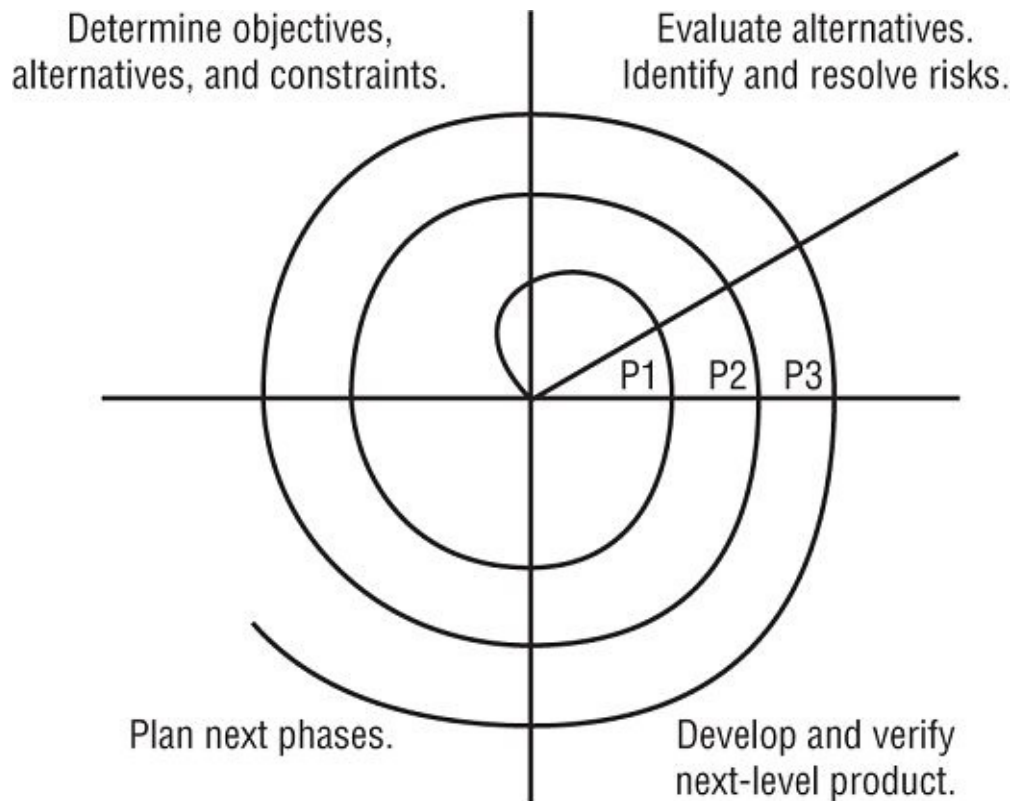 Determine objectives,
alternatives, and constraints.
Evaluate alternatives.
Identify and resolve risks.
P1 P2 P3
Plan next phases.
Develop and verify
next-level product.